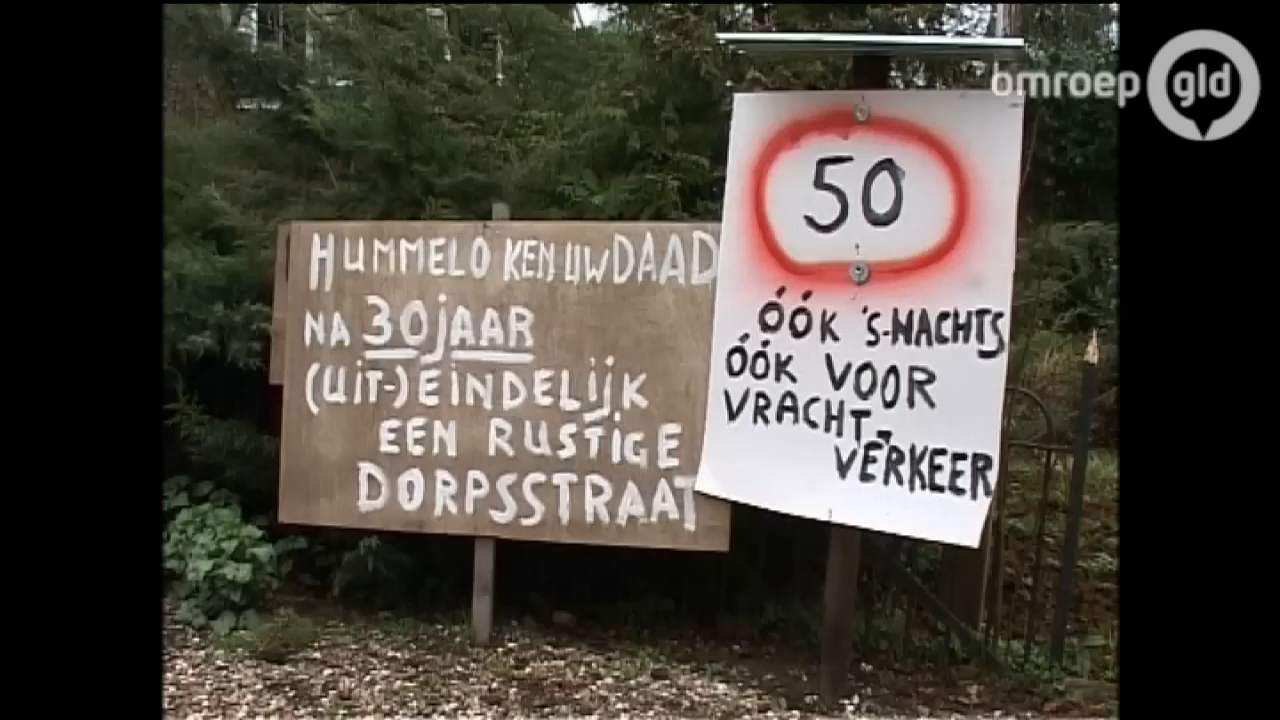 HUMMELO KEN UW DAAD
NA 30 JAAR
(UIT-)EINDELIJK
EEN RUSTIGE
DORPSSTRAAT
50
ÓÓK 'S-NACHTS
ÓÓK VOOR
VRACHT-
VERKEER
omroep gld